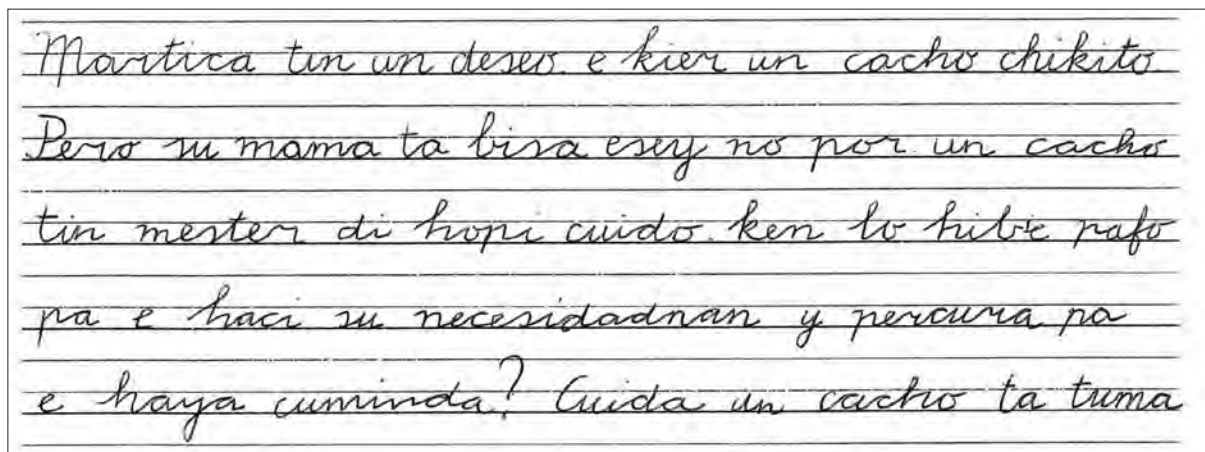 Martica tin un deseo. e kier un cacho chikito.
Pero su mama ta bisa esey no por. un cacho
tin mester di hopi cuido. ken lo hib'e pafo
pa e haci su necesidadnan y percura pa
e haya cuminda? Cuida un cacho ta tuma